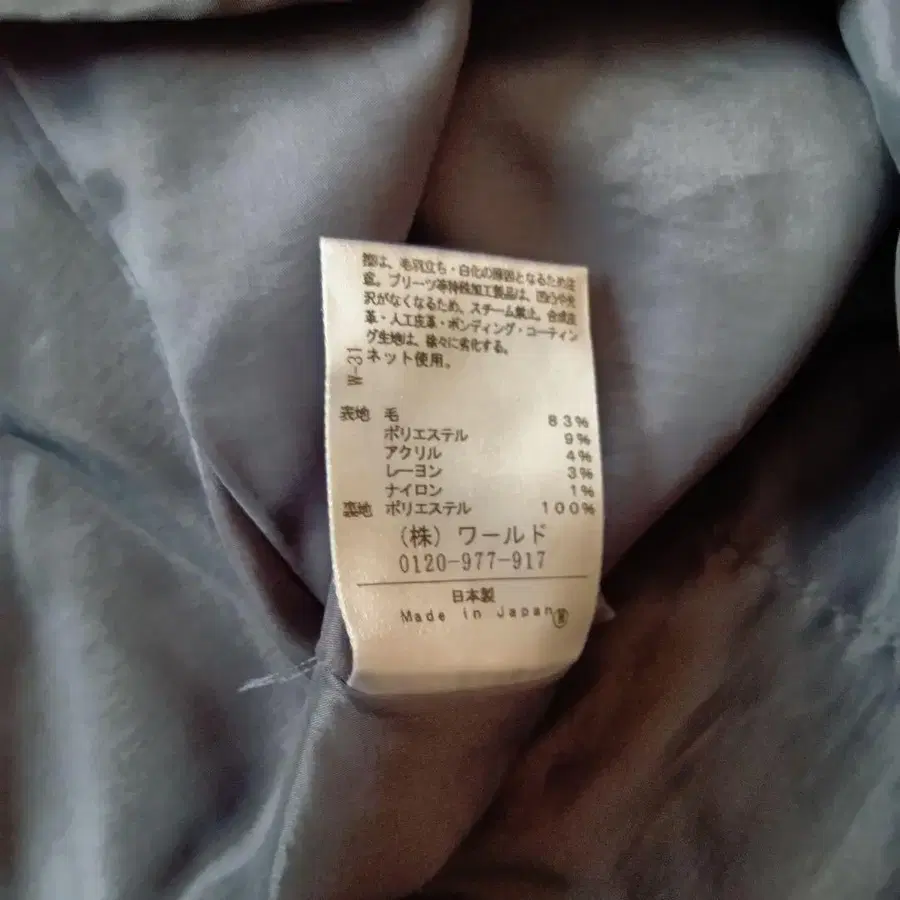 擦は、毛羽立ち・白化の原因となるため注
意。プリーツ等特殊加工製品は、凹凸や光
沢がなくなるため、スチーム禁止。合成皮
革・人工皮革・ボンディング・コーティン
グ生地は、徐々に劣化する。
ネット使用。
W-31
表地 毛 83%
ポリエステル 9%
アクリル 4%
レーヨン 3%
ナイロン 1%
裏地 ポリエステル 100%
(株) ワールド
0120-977-917
日本製
Made in Japan Ⓡ